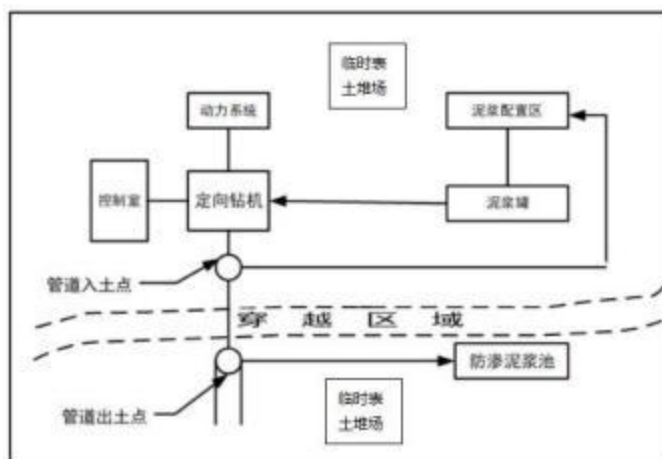 临时表
土堆场
动力系统
泥浆配置区
控制室
定向钻机
泥浆罐
管道入土点
穿越区域
防渗泥浆池
管道出土点
临时表
土堆场